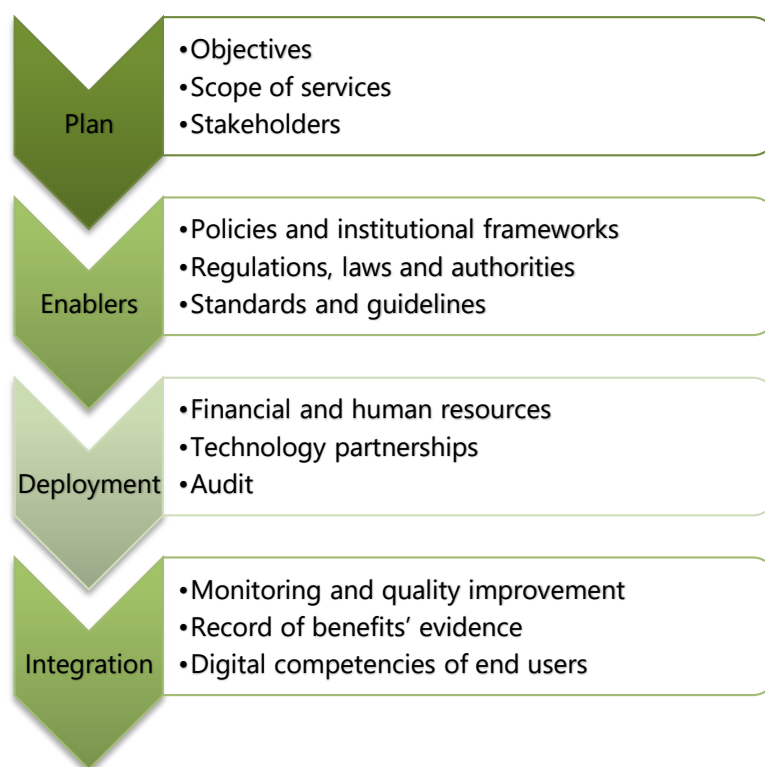 Plan
•Objectives
•Scope of services
•Stakeholders
Enablers
•Policies and institutional frameworks
•Regulations, laws and authorities
•Standards and guidelines
Deployment
•Financial and human resources
•Technology partnerships
•Audit
Integration
•Monitoring and quality improvement
•Record of benefits’ evidence
•Digital competencies of end users